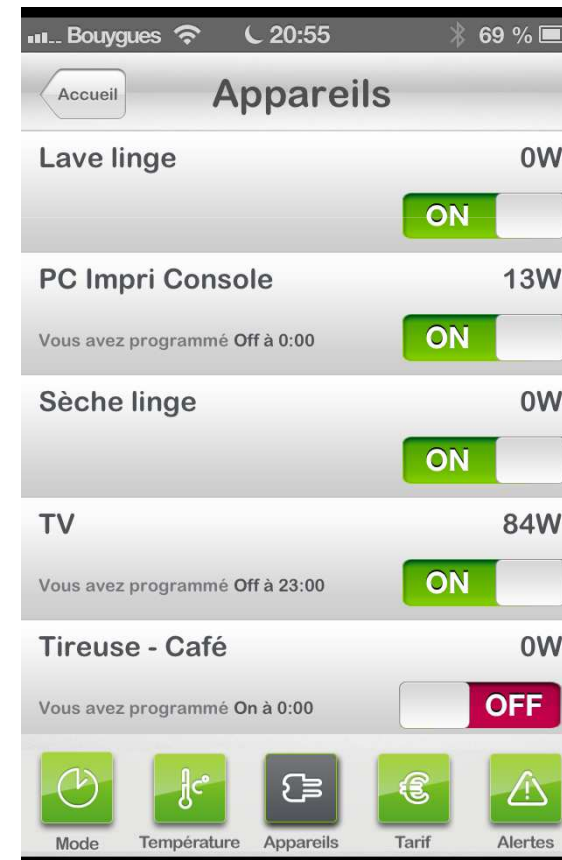 Bouygues 20:55 69 %
Accueil Appareils
Lave linge 0W
ON
PC Impri Console 13W
Vous avez programmé Off à 0:00 ON
Sèche linge 0W
ON
TV 84W
Vous avez programmé Off à 23:00 ON
Tireuse - Café 0W
Vous avez programmé On à 0:00 OFF
Mode Température Appareils Tarif Alertes